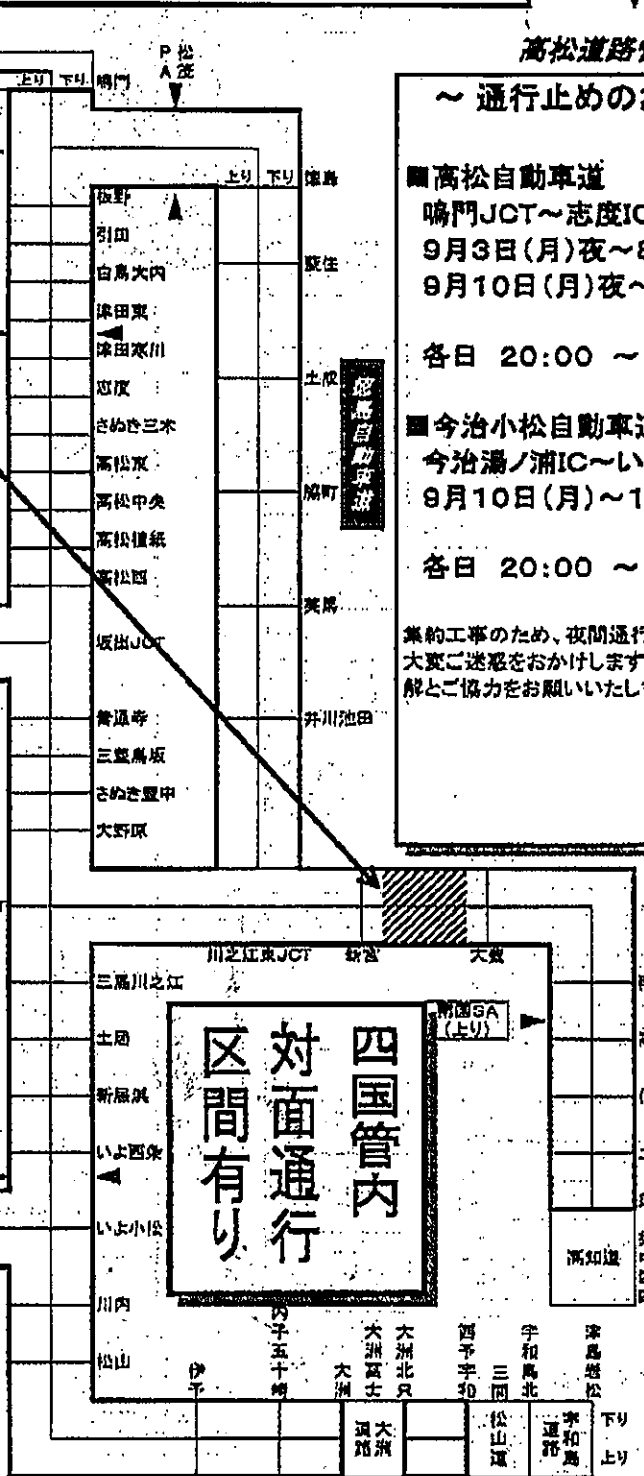 高松道路
～ 通行止めの
■高松自動車道
鳴門JCT～志度IC
9月3日(月)夜～8
9月10日(月)夜～
各日 20:00 ～
■今治小松自動車道
今治湯ノ浦IC～い
9月10日(月)～1
各日 20:00 ～
集約工事のため、夜間通行
大変ご迷惑をおかけします
解とご協力をお願いいたし
松茂
PA
上り 下り 鳴門
上り 下り 徳島
板野
引田
白鳥大内
津田東
津田寒川
志度
さぬき三木
高松東
高松中央
高松檀紙
高松西
坂出JCT
善通寺
三豊鳥坂
さぬき豊中
大野原
藍住
土成
脇町
美馬
井川池田
徳島自動車道
川之江東JCT 新宮 大豊
三島川之江
土居
新居浜
いよ西条
いよ小松
川内
松山
南国SA
(上り)
四国管内
対面通行
区間有り
高知道
伊予
内子五十崎
大洲
大洲冨士
大洲北只
西予宇和
三間
宇和島北
津島岩松
大洲
道路
松山道
宇和島
道路
下り
上り